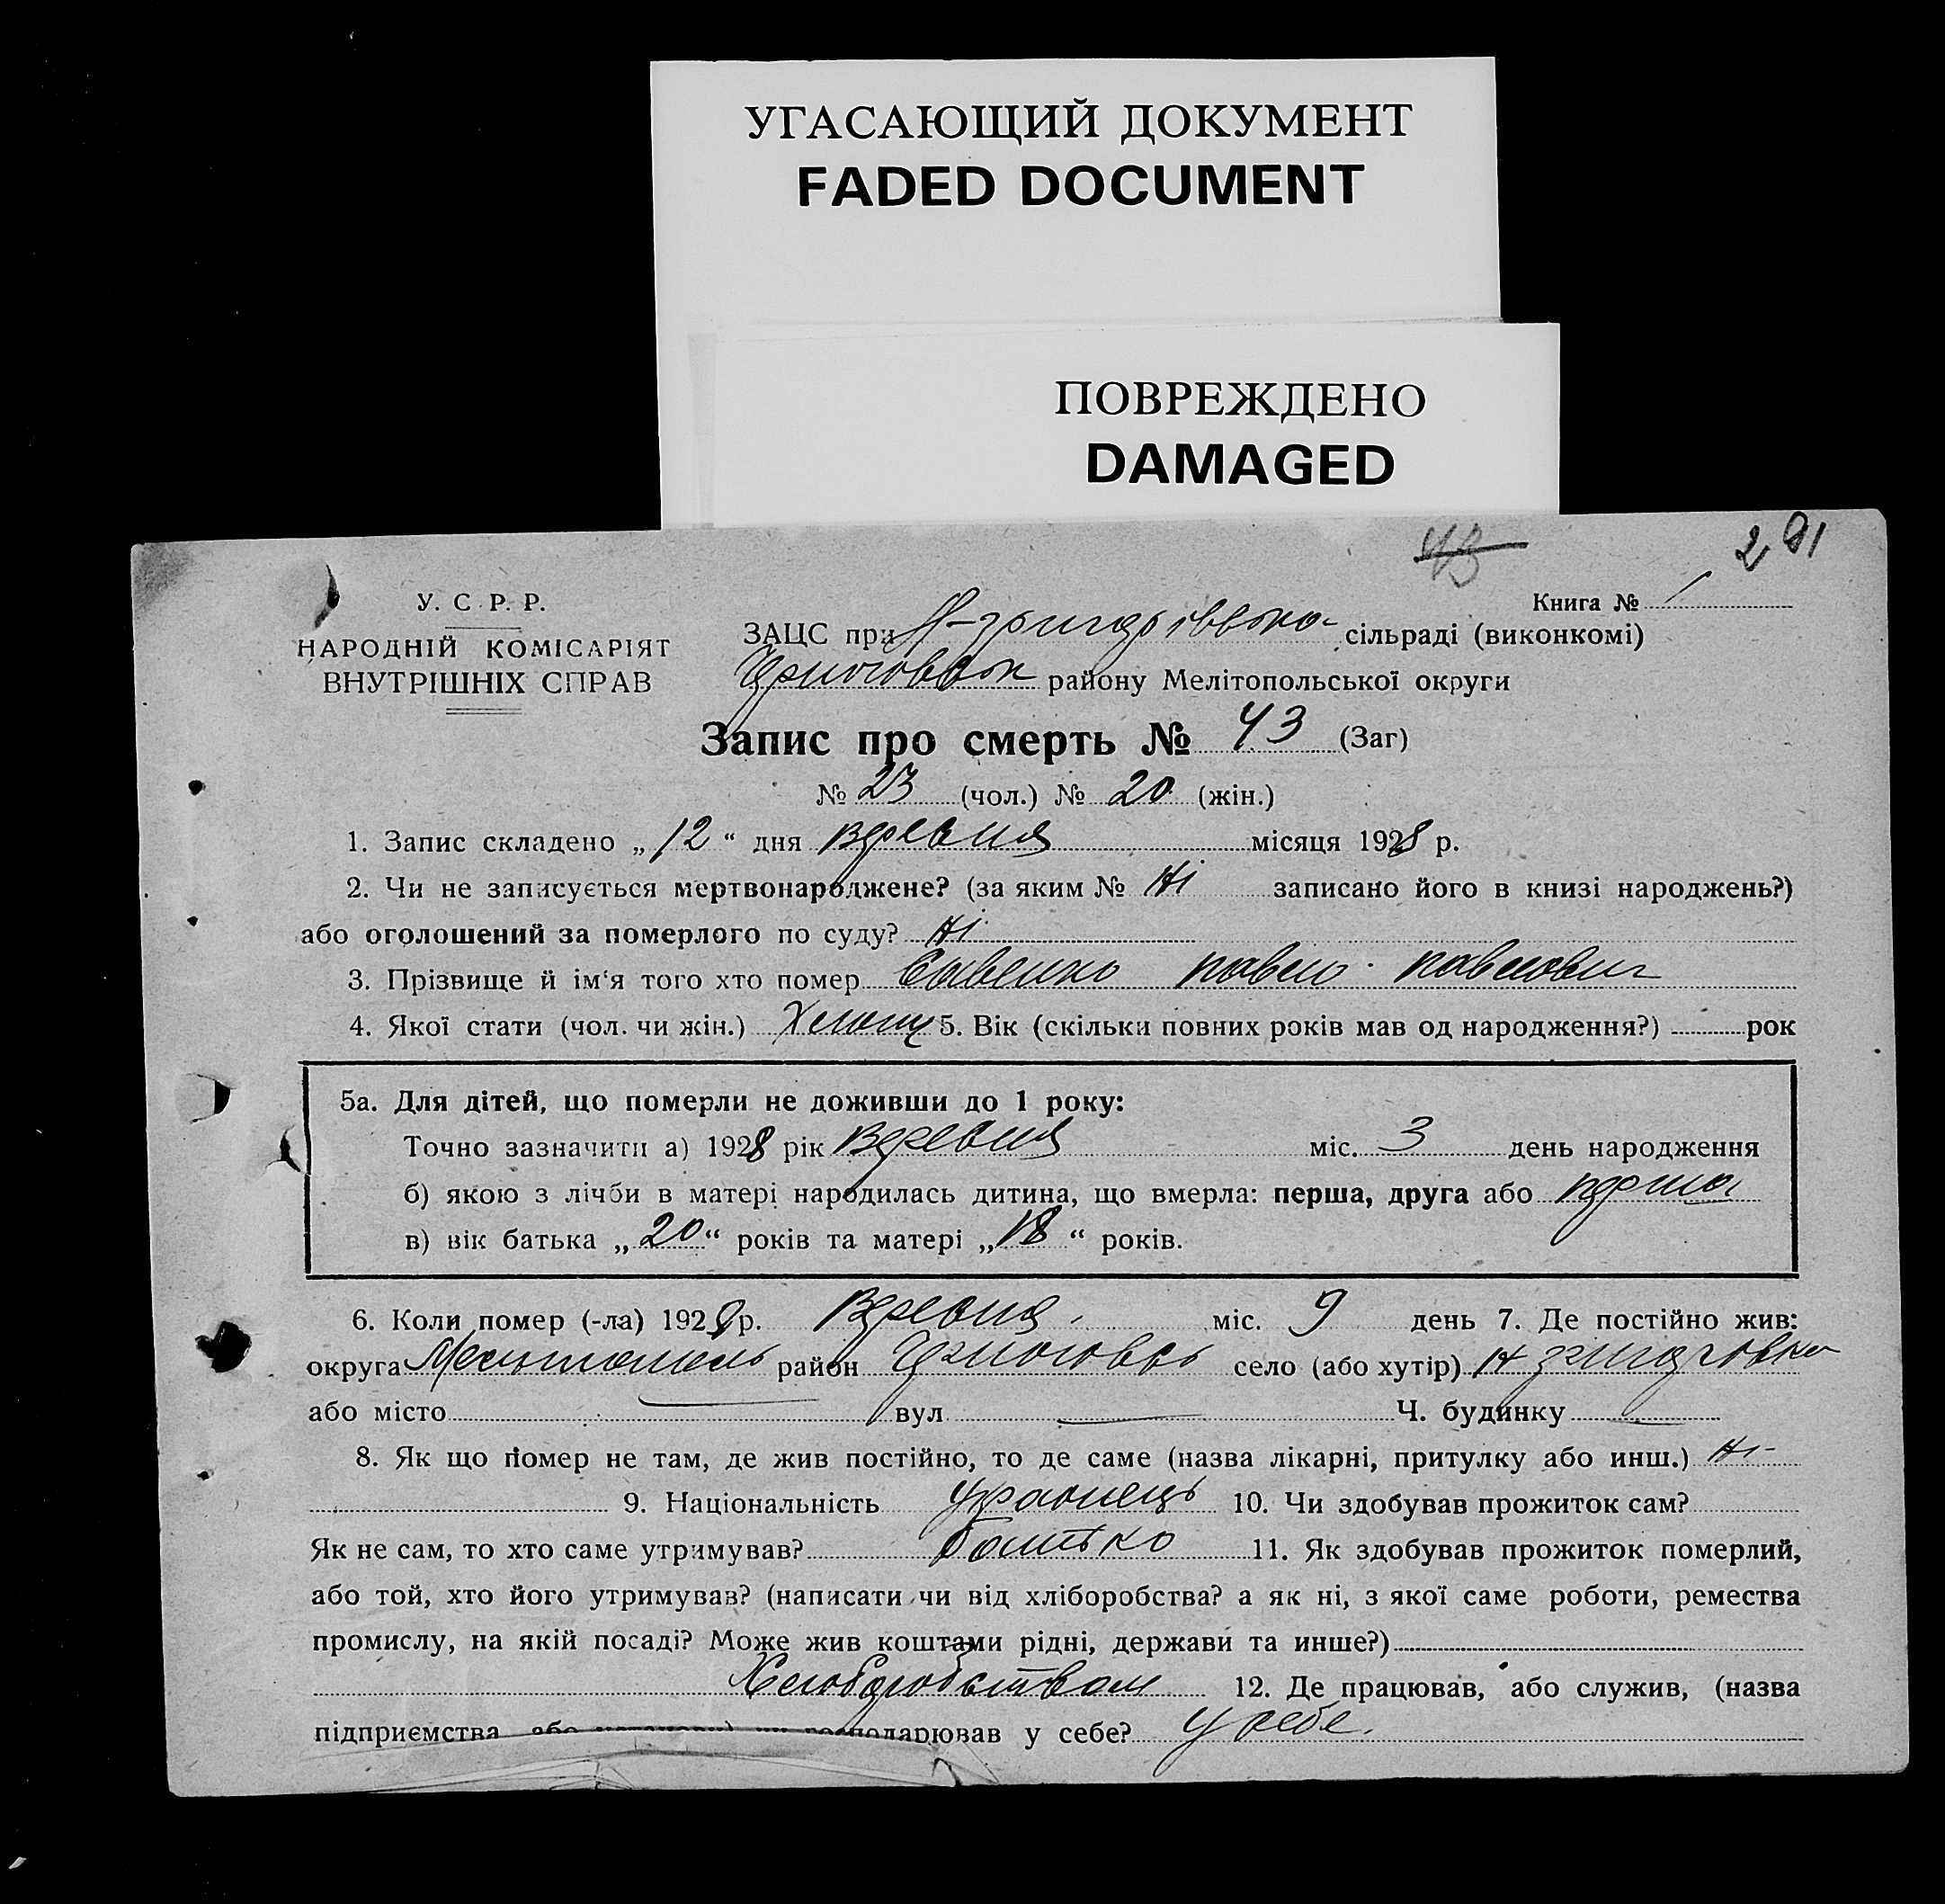 УГАСАЮЩИЙ ДОКУМЕНТ
FADED DOCUMENT
ПОВРЕЖДЕНО
DAMAGED
43 201
У. С. Р. Р.
НАРОДНІЙ КОМІСАРІЯТ
ВНУТРІШНІХ СПРАВ
Книга № 1
ЗАЦС при сільраді (виконкомі)
району Мелітопольської округи
Запис про смерть № 43 (Заг)
№ 23 (чол.) № 20 (жін.)
1. Запис складено „12“ дня вересня місяця 1928 р.
2. Чи не записується мертвонароджене? (за яким № Ні записано його в книзі народжень?)
або оголошений за померлого по суду? Ні
3. Прізвище й ім'я того хто помер Савенко Павло Павлович
4. Якої стати (чол. чи жін.) Хлопец 5. Вік (скільки повних років мав од народження?) рок
5а. Для дітей, що померли не доживши до 1 року:
Точно зазначити а) 1928 рік Вересня міс. 3 день народження
б) якою з лічби в матері народилась дитина, що вмерла: перша, друга або перша
в) вік батька „20“ років та матері „18“ років.
6. Коли помер (-ла) 1928 р. Вересня міс. 9 день 7. Де постійно жив:
округа район село (або хутір)
або місто вул Ч. будинку
8. Як що помер не там, де жив постійно, то де саме (назва лікарні, притулку або инш.) Ні
9. Національність Українець 10. Чи здобував прожиток сам?
Як не сам, то хто саме утримував? Батько 11. Як здобував прожиток померлий,
або той, хто його утримував? (написати чи від хліборобства? а як ні, з якої саме роботи, ремества
промислу, на якій посаді? Може жив коштами рідні, держави та инше?)
12. Де працював, або служив, (назва
підприємства або господарював у себе? У себе.